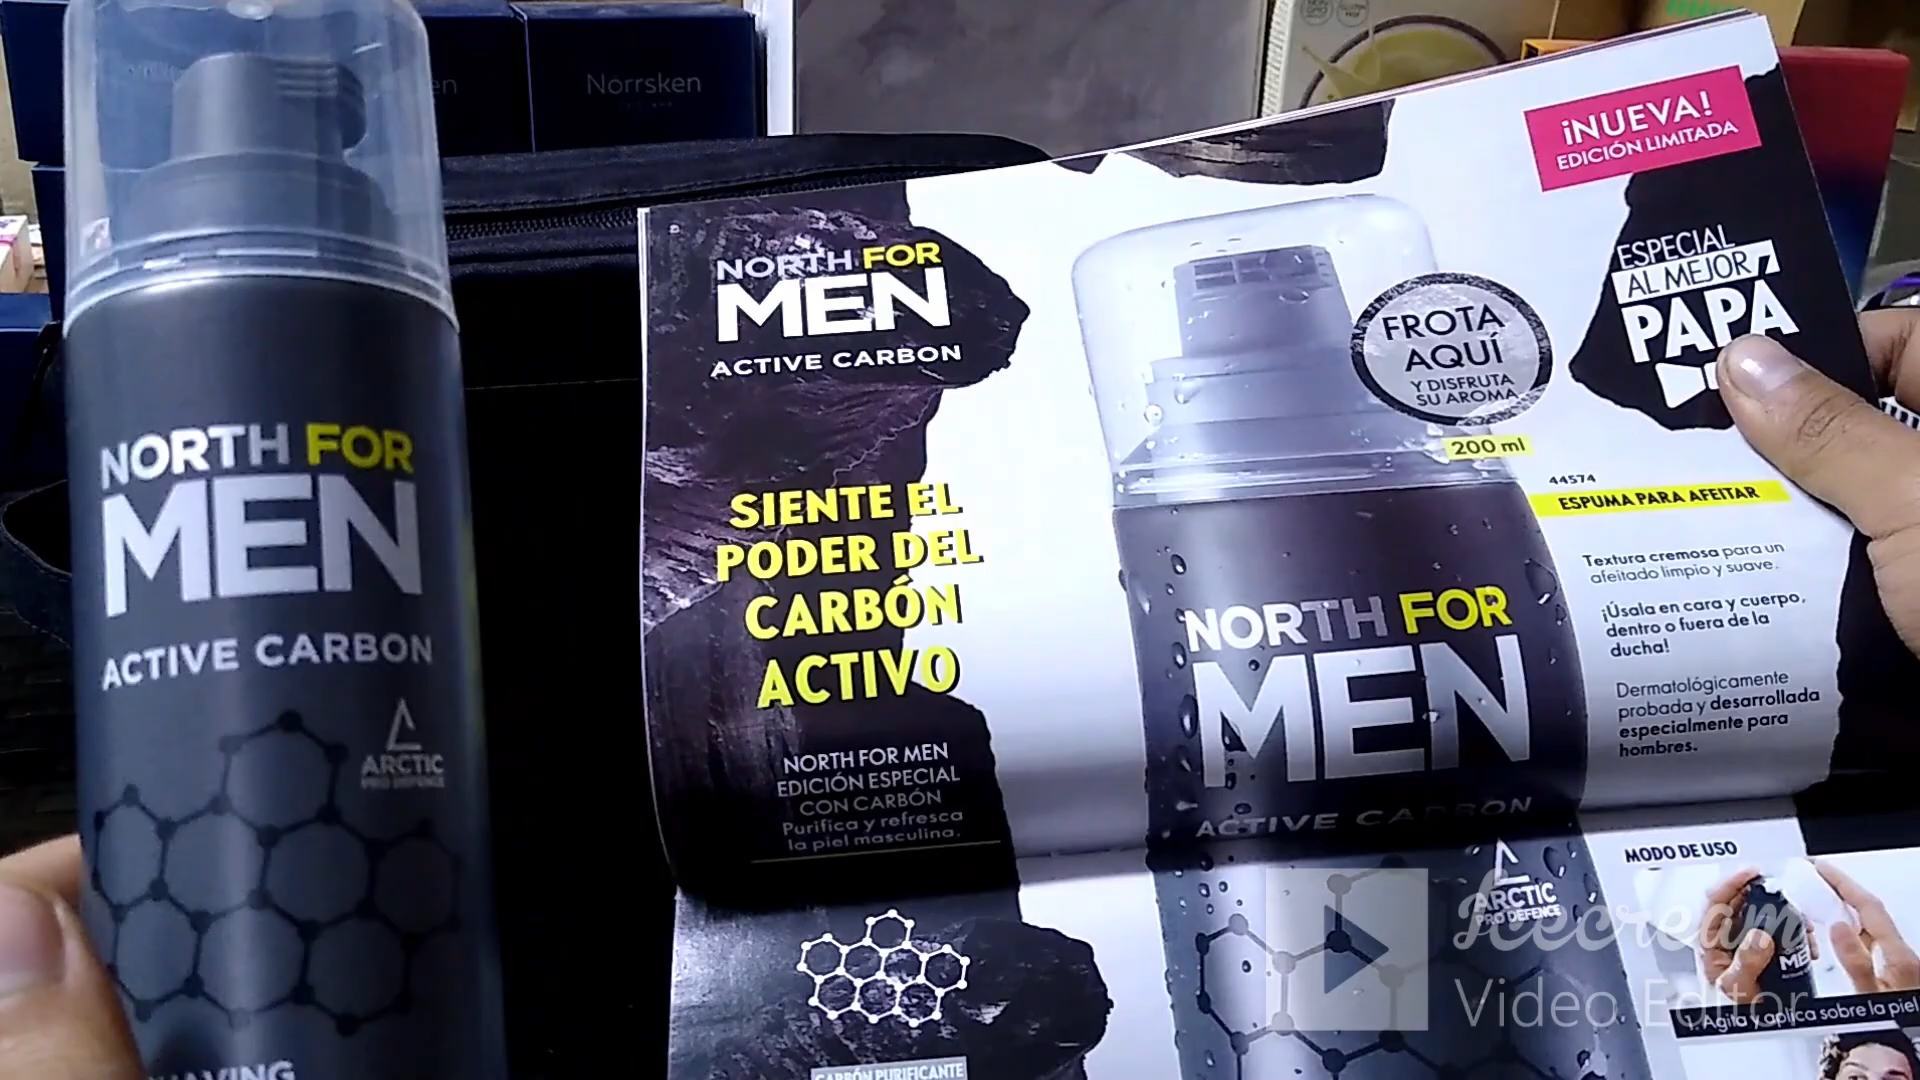 Norrsken
NORTH FOR
MEN
ACTIVE CARBON
ARCTIC
PRO DEFENCE
NORTH FOR
MEN
ACTIVE CARBON
SIENTE EL
PODER DEL
CARBÓN
ACTIVO
NORTH FOR MEN
EDICIÓN ESPECIAL
CON CARBÓN
Purifica y refresca
la piel masculina.
CARBÓN PURIFICANTE
¡NUEVA!
EDICIÓN LIMITADA
ESPECIAL
AL MEJOR
PAPÁ
FROTA
AQUÍ
Y DISFRUTA
SU AROMA
200 ml
44574
ESPUMA PARA AFEITAR
Textura cremosa para un
afeitado limpio y suave.
¡Úsala en cara y cuerpo,
dentro o fuera de la
ducha!
Dermatológicamente
probada y desarrollada
especialmente para
hombres.
NORTH FOR
MEN
ACTIVE CARBON
ARCTIC
PRO DEFENCE
MODO DE USO
1. Agita y aplica sobre la piel
Icecream
Video Editor